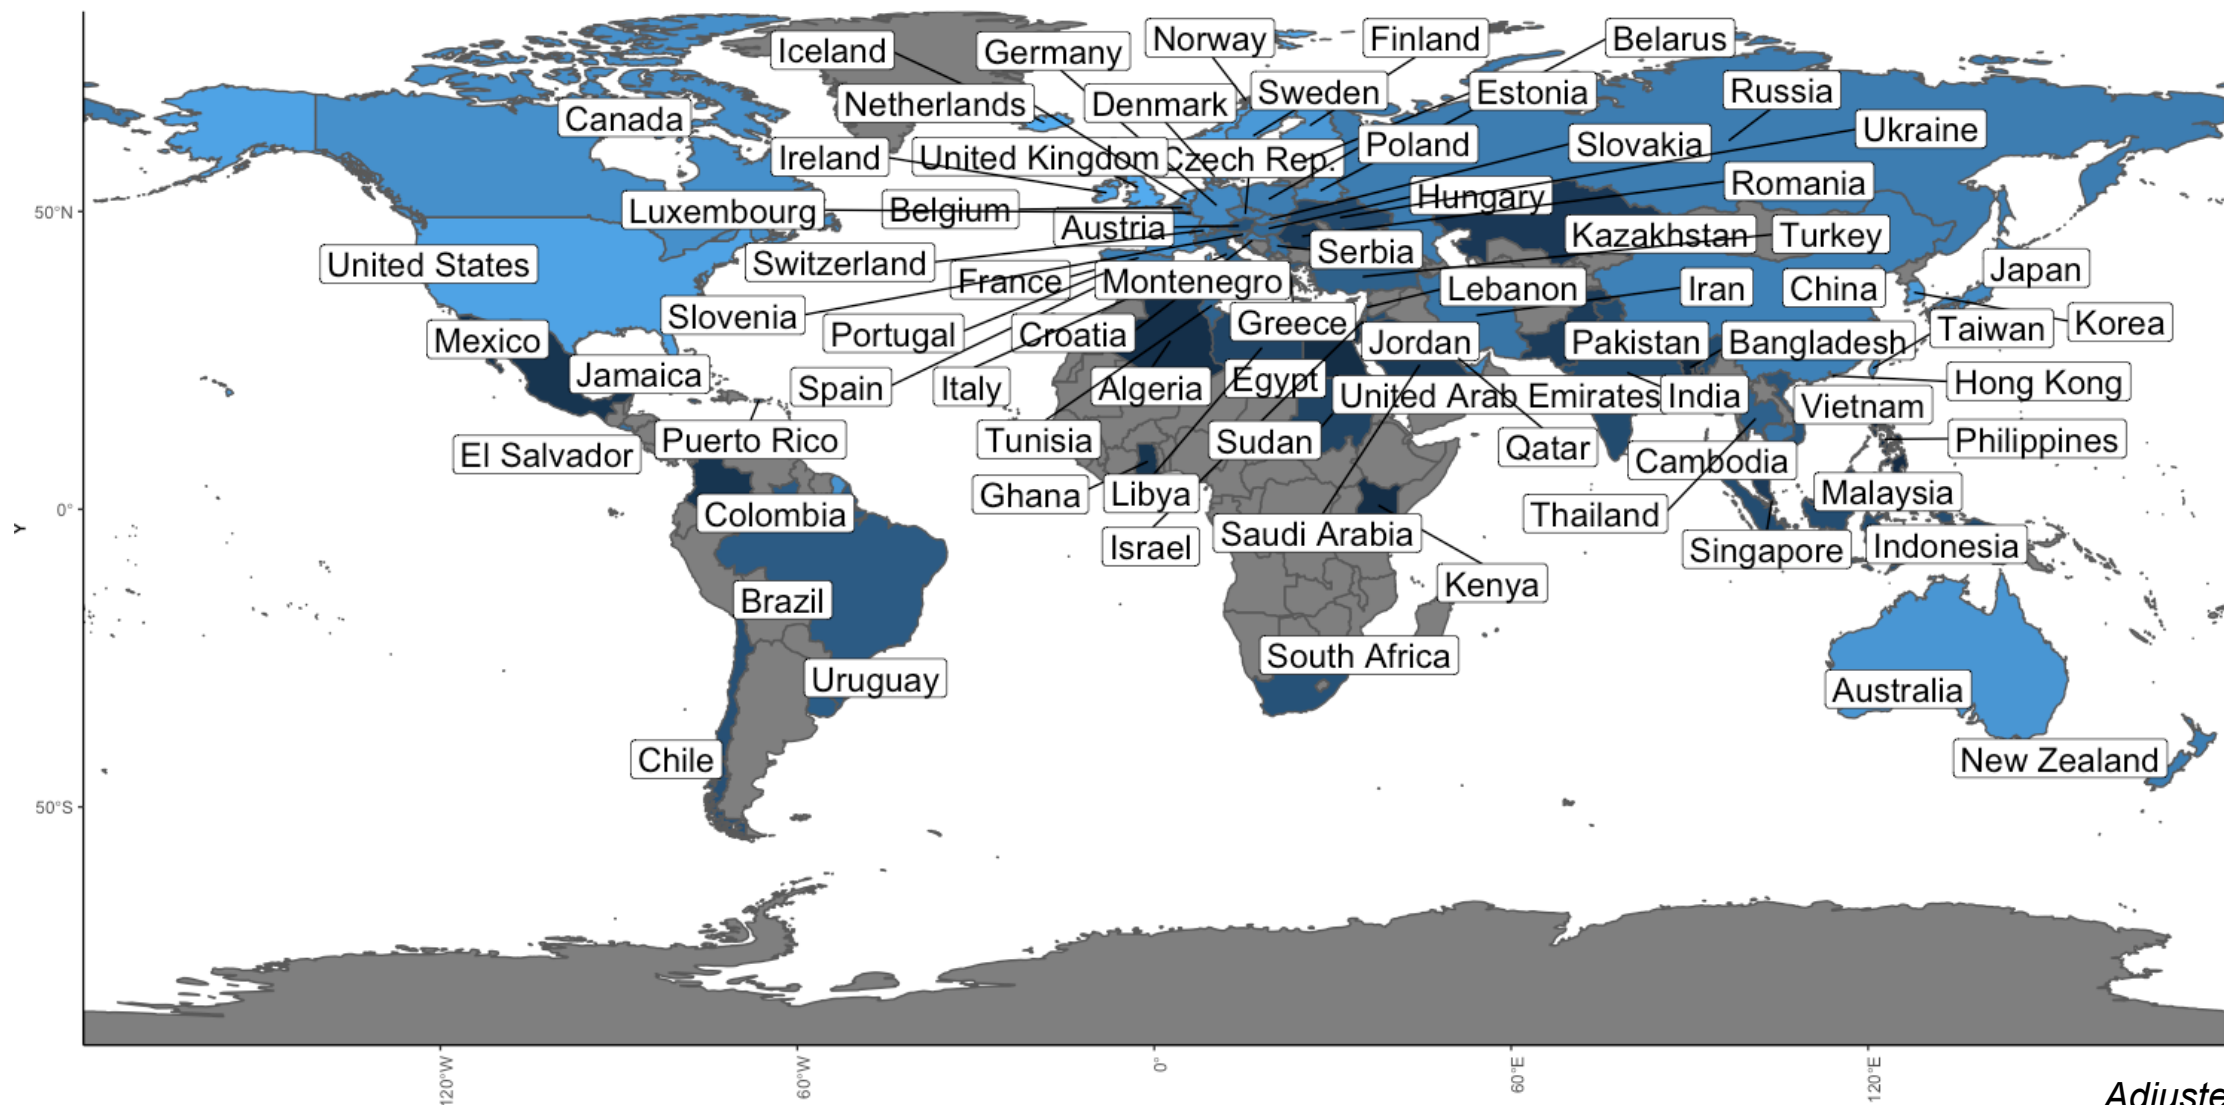 Iceland
Germany
Norway
Finland
Belarus
Netherlands
Denmark
Sweden
Estonia
Russia
Canada
Ireland
United Kingdom
Czech Rep.
Poland
Slovakia
Ukraine
50°N
Luxembourg
Belgium
Austria
Hungary
Romania
United States
Switzerland
France
Montenegro
Serbia
Kazakhstan
Turkey
Japan
Slovenia
Portugal
Croatia
Greece
Lebanon
Iran
China
Korea
Mexico
Jamaica
Spain
Italy
Algeria
Egypt
Jordan
Pakistan
Bangladesh
Taiwan
United Arab Emirates
India
Hong Kong
Vietnam
El Salvador
Puerto Rico
Tunisia
Sudan
Qatar
Cambodia
Philippines
Y
0°
Colombia
Ghana
Libya
Israel
Saudi Arabia
Thailand
Malaysia
Singapore
Indonesia
Brazil
Kenya
Uruguay
South Africa
Australia
50°S
Chile
New Zealand
120°W
60°W
0°
60°E
120°E
Adjuste